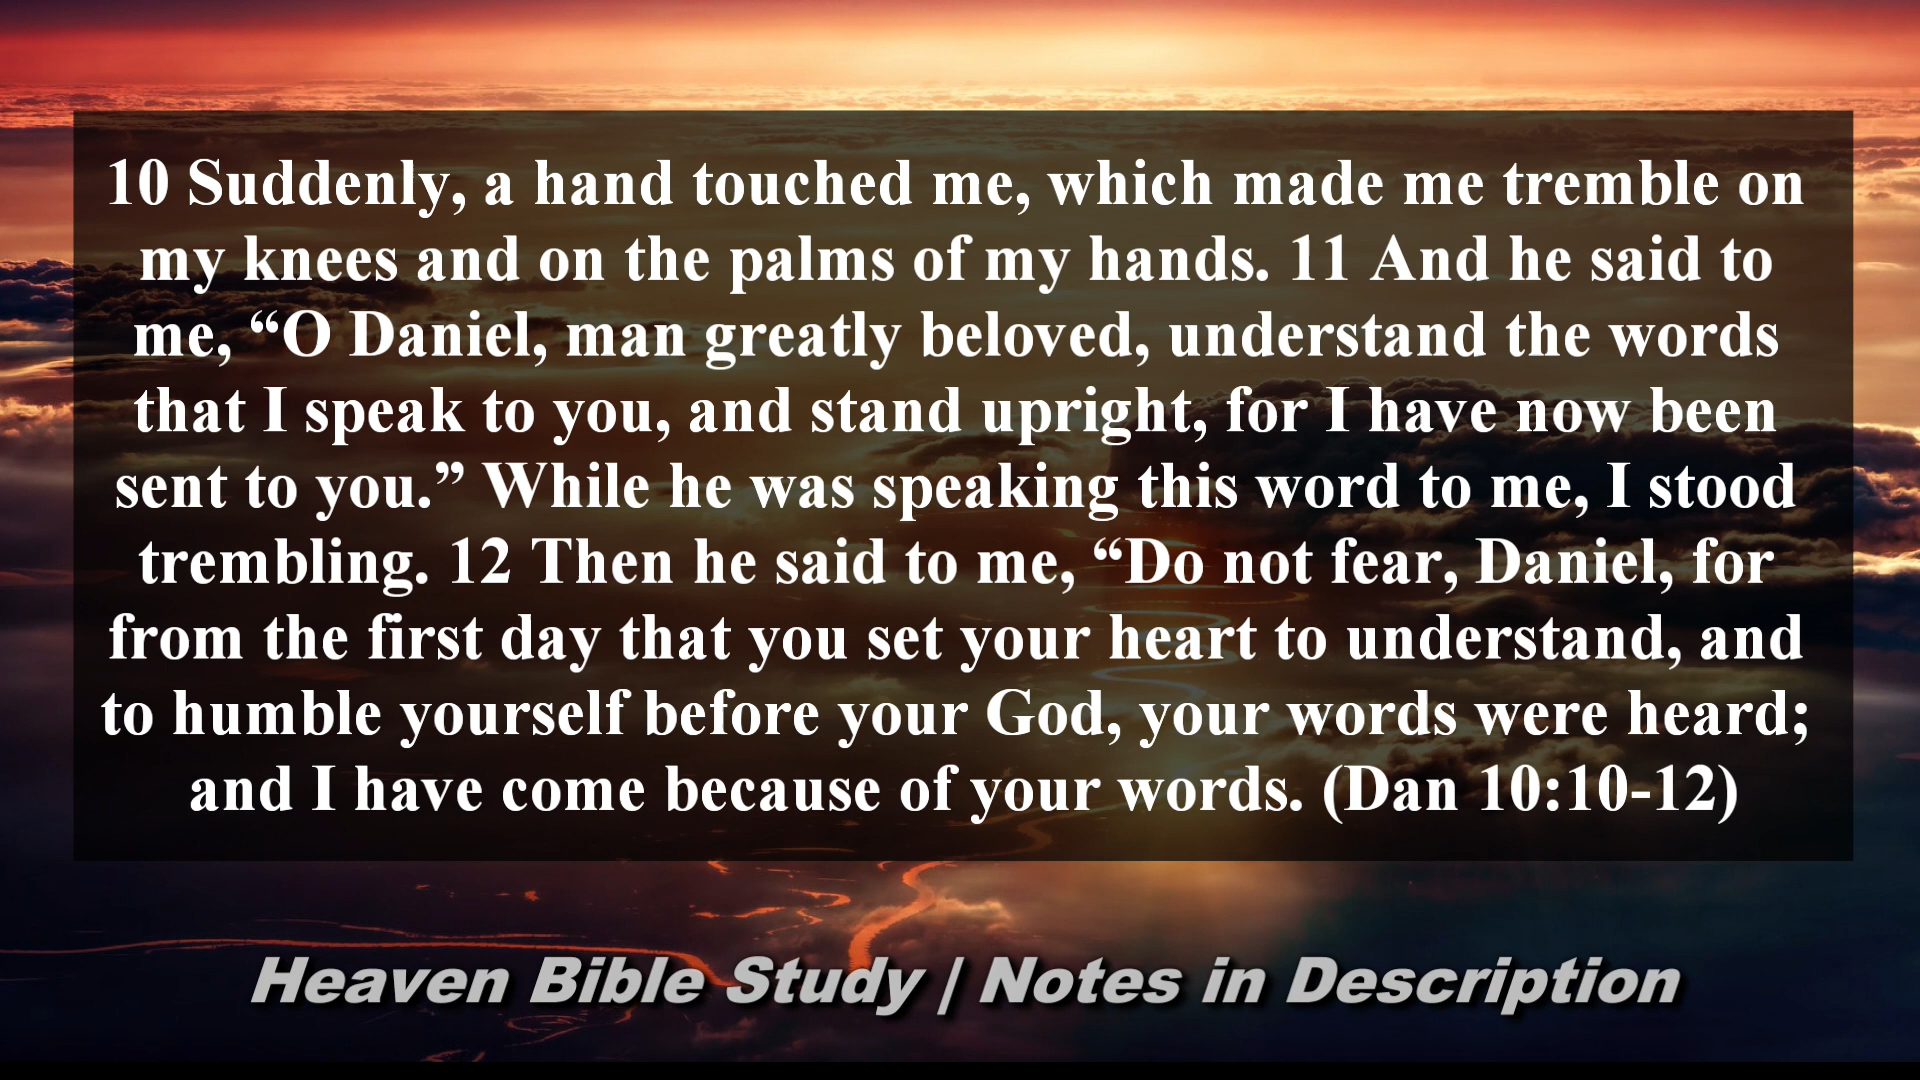 10 Suddenly, a hand touched me, which made me tremble on
my knees and on the palms of my hands. 11 And he said to
me, “O Daniel, man greatly beloved, understand the words
that I speak to you, and stand upright, for I have now been
sent to you.” While he was speaking this word to me, I stood
trembling. 12 Then he said to me, “Do not fear, Daniel, for
from the first day that you set your heart to understand, and
to humble yourself before your God, your words were heard;
and I have come because of your words. (Dan 10:10-12)
Heaven Bible Study | Notes in Description